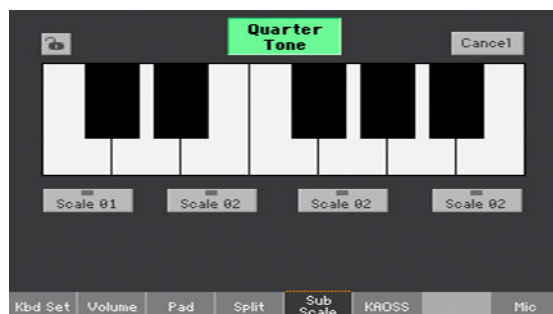 Quarter
Tone
Cancel
Scale 01
Scale 02
Scale 02
Scale 02
Kbd Set
Volume
Pad
Split
Sub
Scale
KAOSS
Mic